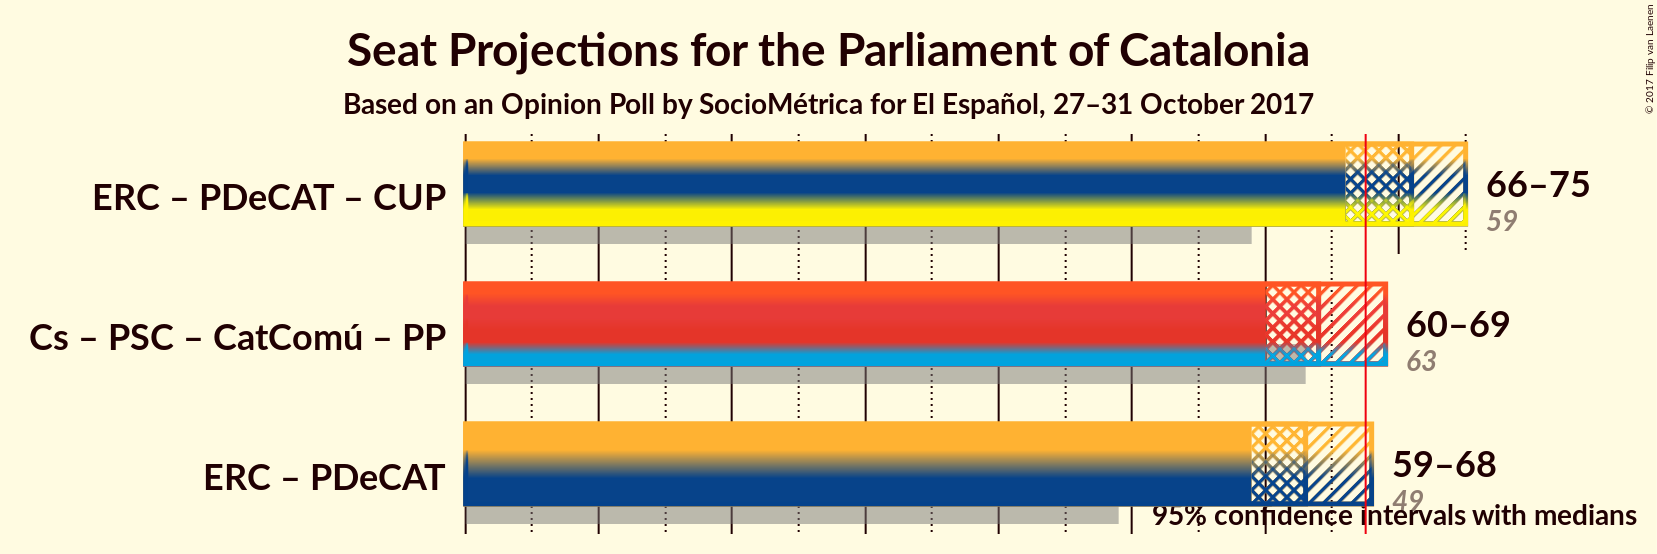 Seat Projections for the Parliament of Catalonia
Based on an Opinion Poll by SocioMétrica for El Español, 27–31 October 2017
© 2017 Filip van Laenen
ERC – PDeCAT – CUP
66–75
59
Cs – PSC – CatComú – PP
60–69
63
ERC – PDeCAT
59–68
49
95% confidence intervals with medians